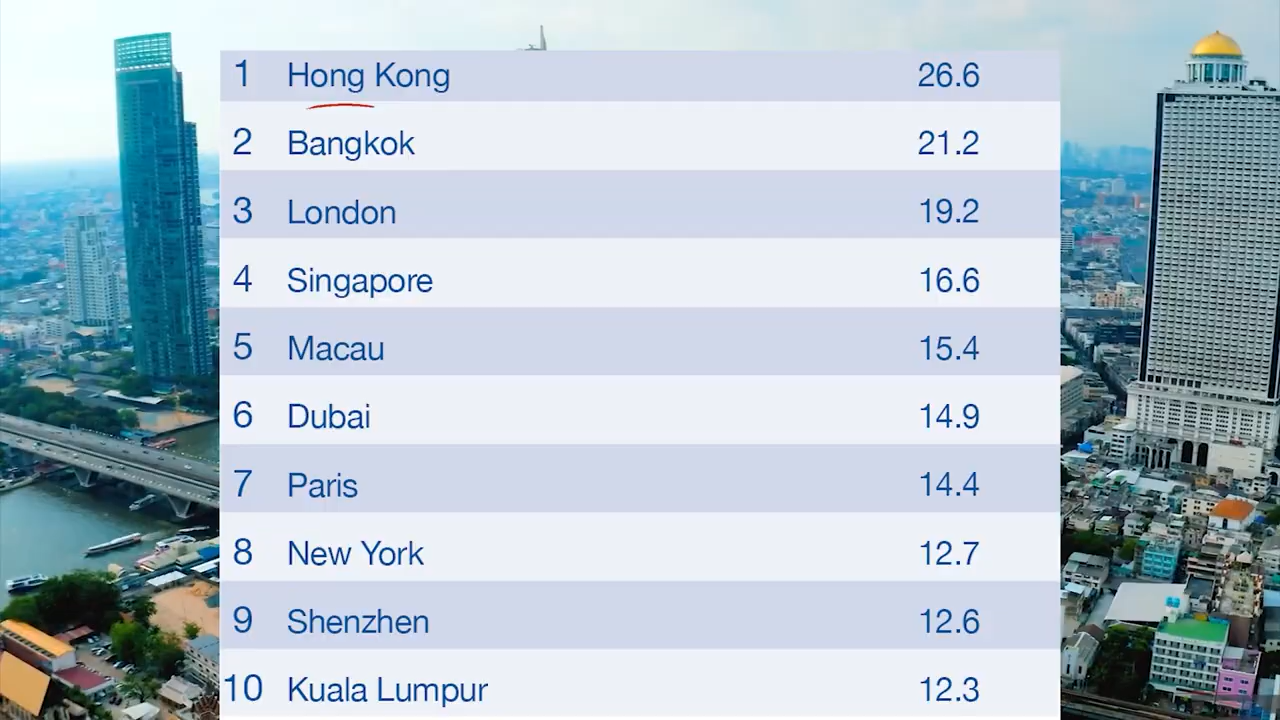 1 Hong Kong 26.6
2 Bangkok 21.2
3 London 19.2
4 Singapore 16.6
5 Macau 15.4
6 Dubai 14.9
7 Paris 14.4
8 New York 12.7
9 Shenzhen 12.6
10 Kuala Lumpur 12.3